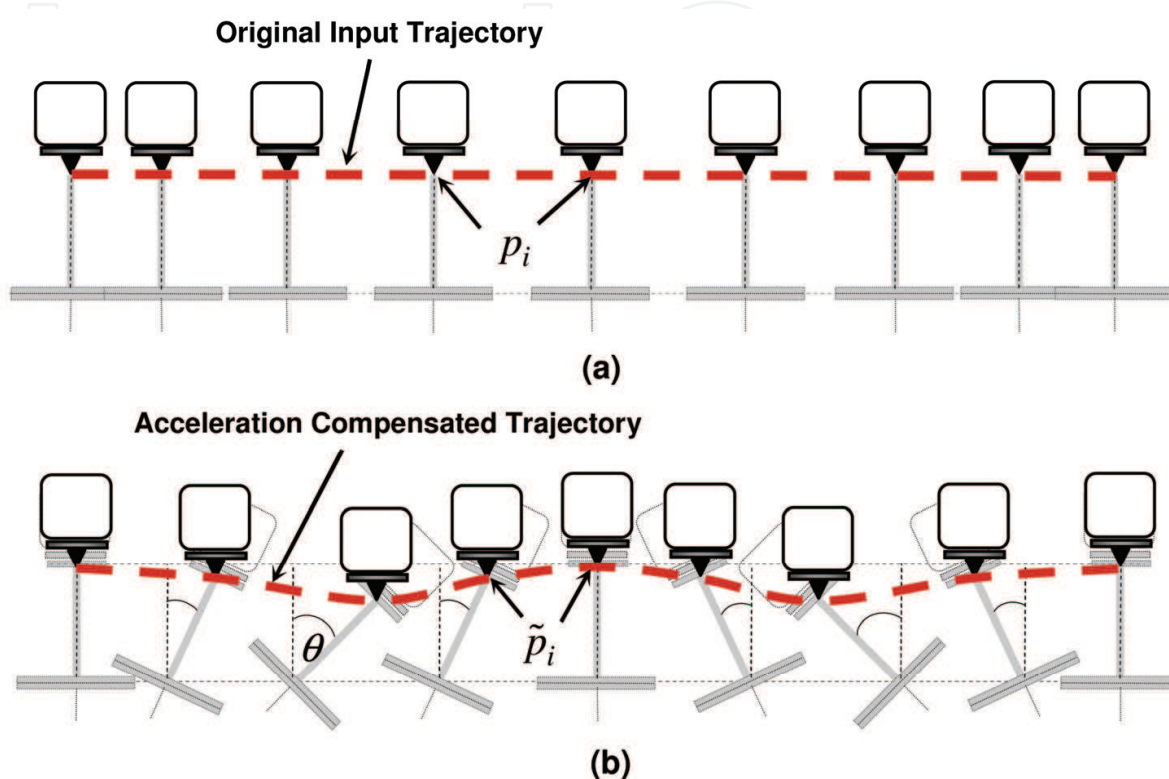 Original Input Trajectory
p_i
(a)
Acceleration Compensated Trajectory
θ
p̃_i
(b)